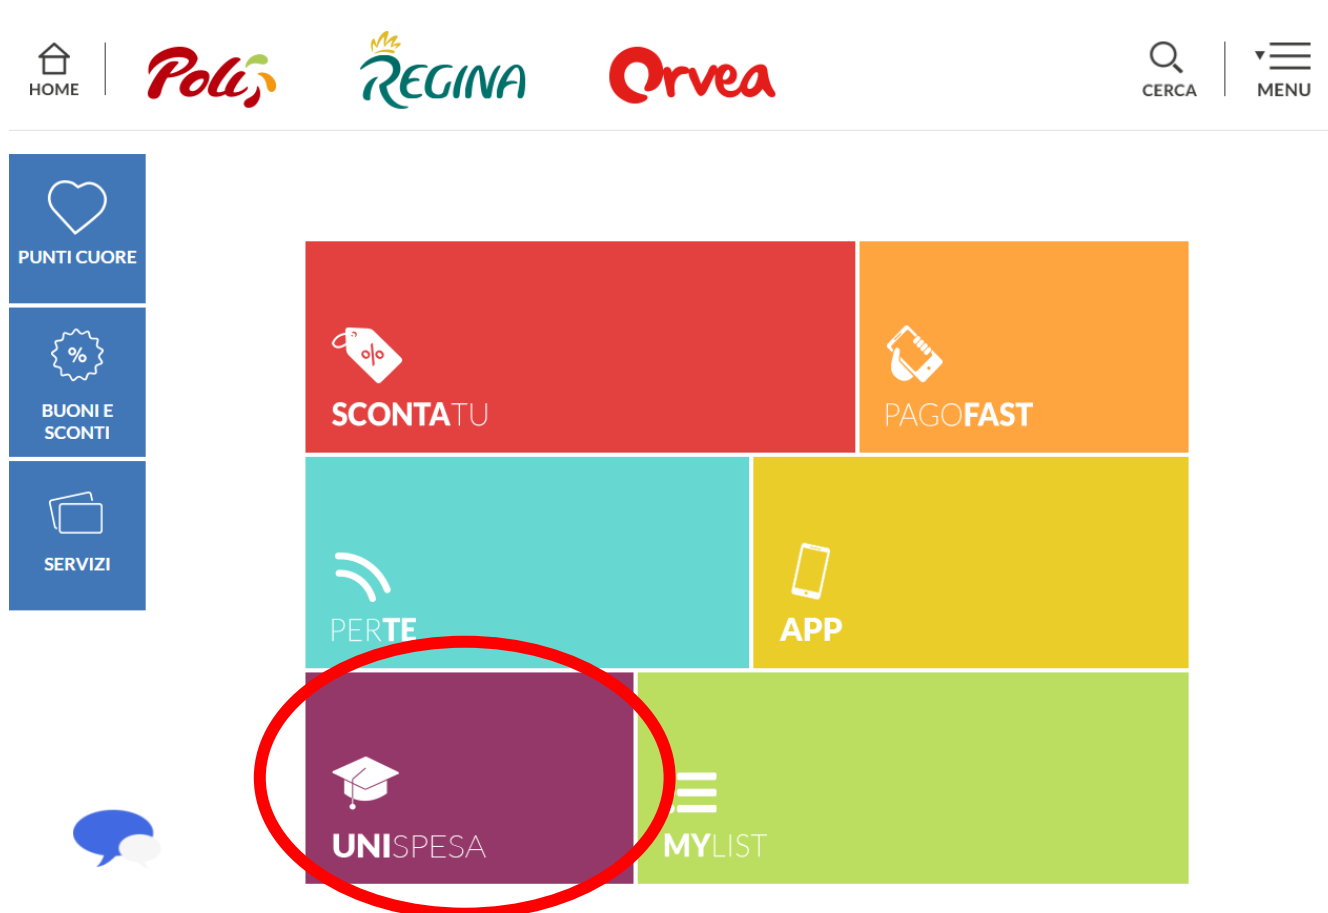 HOME
Poli
REGINA
Orvea
CERCA
MENU
PUNTI CUORE
%
BUONI E
SCONTI
SERVIZI
%
SCONTATU
PAGOFAST
PERTE
APP
UNISPESA
MYLIST